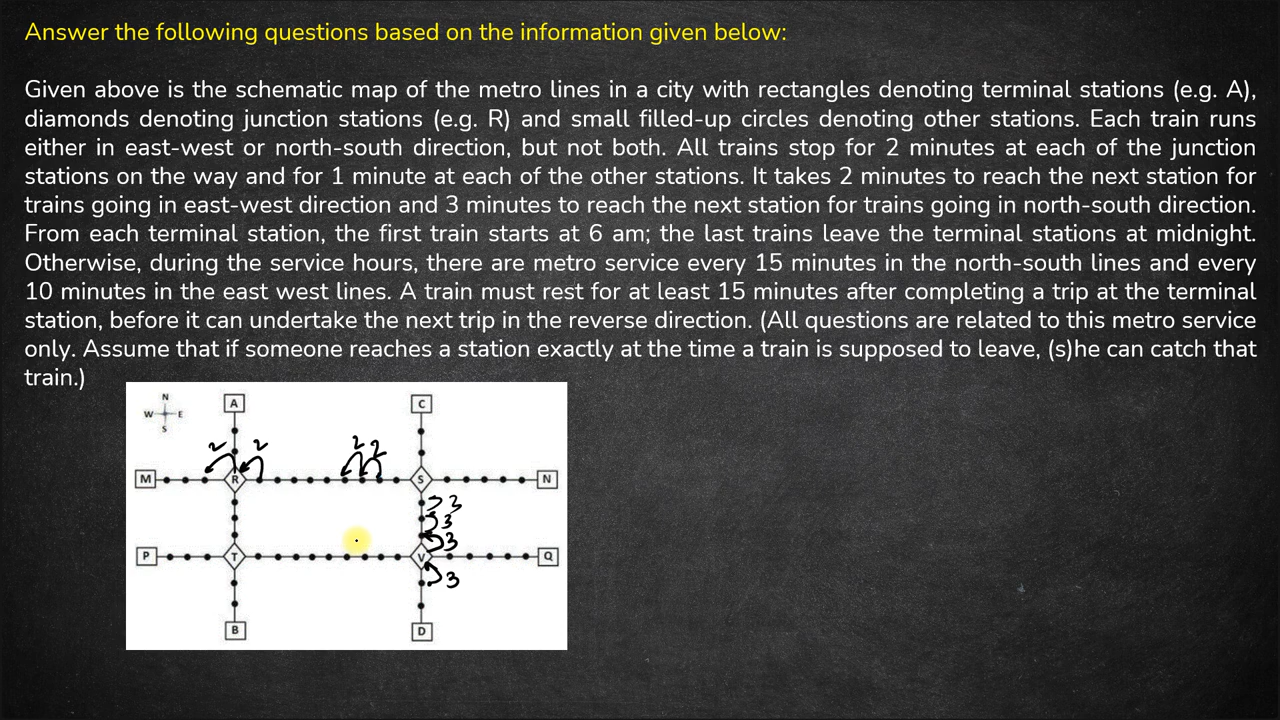 Answer the following questions based on the information given below:
Given above is the schematic map of the metro lines in a city with rectangles denoting terminal stations (e.g. A),
diamonds denoting junction stations (e.g. R) and small filled-up circles denoting other stations. Each train runs
either in east-west or north-south direction, but not both. All trains stop for 2 minutes at each of the junction
stations on the way and for 1 minute at each of the other stations. It takes 2 minutes to reach the next station for
trains going in east-west direction and 3 minutes to reach the next station for trains going in north-south direction.
From each terminal station, the first train starts at 6 am; the last trains leave the terminal stations at midnight.
Otherwise, during the service hours, there are metro service every 15 minutes in the north-south lines and every
10 minutes in the east west lines. A train must rest for at least 15 minutes after completing a trip at the terminal
station, before it can undertake the next trip in the reverse direction. (All questions are related to this metro service
only. Assume that if someone reaches a station exactly at the time a train is supposed to leave, (s)he can catch that
train.)
N
W E
S
A C
2 2 2 2
M R S N
3
3
3
P T V Q
3
B D